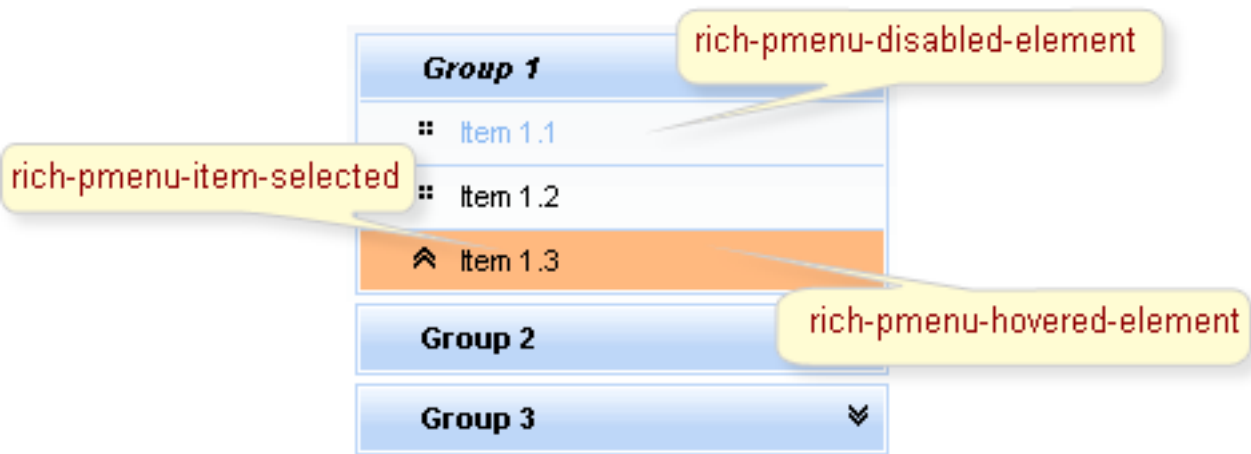 rich-pmenu-disabled-element
Group 1
Item 1.1
rich-pmenu-item-selected
Item 1.2
Item 1.3
rich-pmenu-hovered-element
Group 2
Group 3